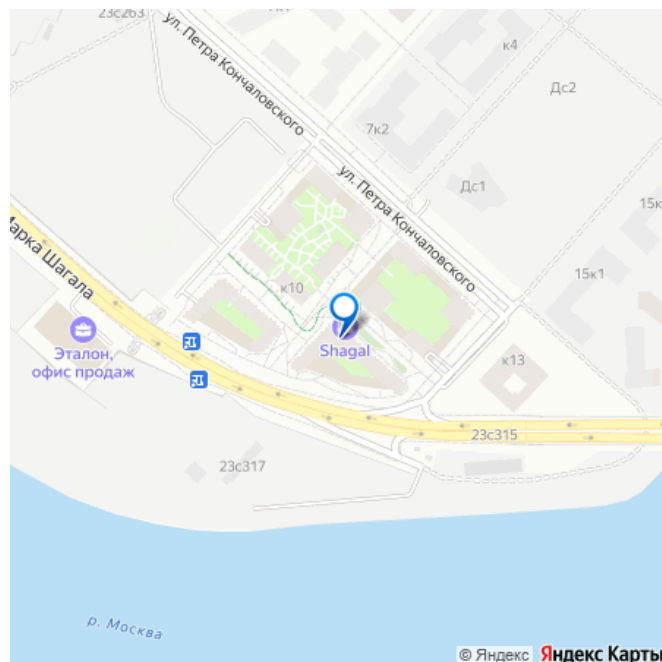 23с263
7к1
ул. Петра Кончаловского
к4
Дс2
7к2
ул. Петра Кончаловского
Дс1
15к
15к1
Марка Шагала
к10
Shagal
Эталон,
офис продаж
к13
23с315
23с317
р. Москва
© Яндекс Яндекс Карты